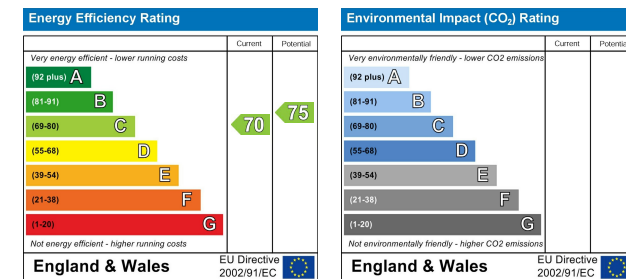 Energy Efficiency Rating
Current Potential
Very energy efficient - lower running costs
(92 plus) A
(81-91) B
(69-80) C
(55-68) D
(39-54) E
(21-38) F
(1-20) G
70
75
Not energy efficient - higher running costs
England & Wales
EU Directive
2002/91/EC
Environmental Impact (CO₂) Rating
Current Potential
Very environmentally friendly - lower CO2 emissions
(92 plus) A
(81-91) B
(69-80) C
(55-68) D
(39-54) E
(21-38) F
(1-20) G
Not environmentally friendly - higher CO2 emissions
England & Wales
EU Directive
2002/91/EC